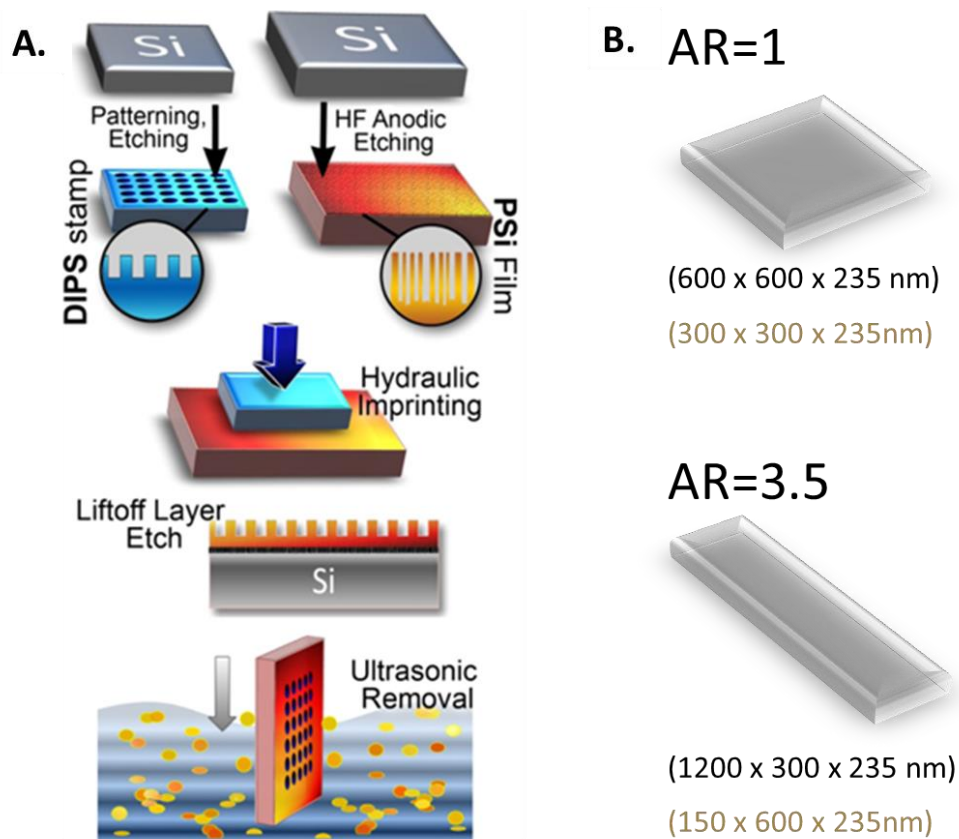 A.
Si
Si
Patterning,
Etching
HF Anodic
Etching
DIPS stamp
PSi Film
Hydraulic
Imprinting
Liftoff Layer
Etch
Si
Ultrasonic
Removal
B.
AR=1
(600 x 600 x 235 nm)
(300 x 300 x 235nm)
AR=3.5
(1200 x 300 x 235 nm)
(150 x 600 x 235nm)